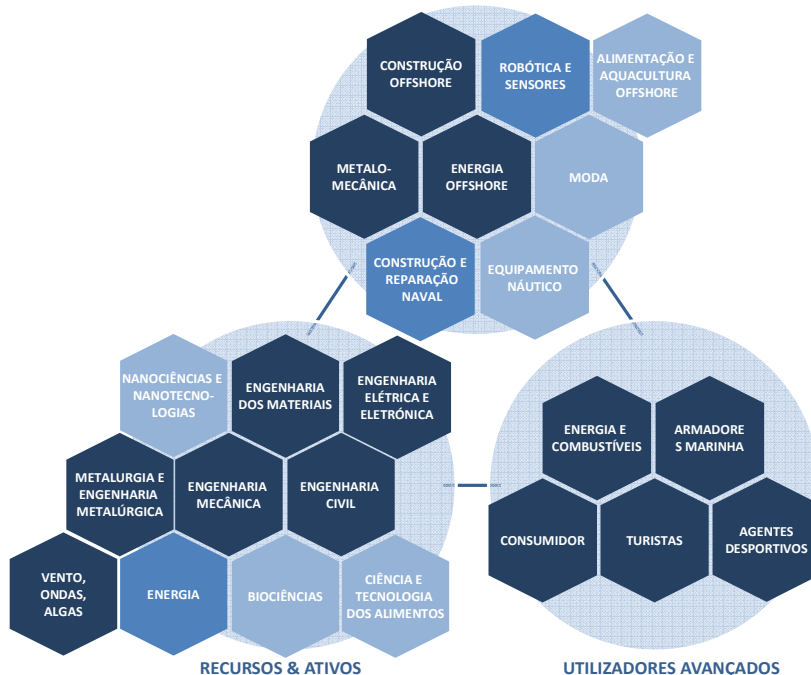 CONSTRUÇÃO
OFFSHORE
ROBÓTICA E
SENSORES
ALIMENTAÇÃO E
AQUACULTURA
OFFSHORE
METALO-
MECÂNICA
ENERGIA
OFFSHORE
MODA
CONSTRUÇÃO E
REPARAÇÃO
NAVAL
EQUIPAMENTO
NÁUTICO
NANOCIÊNCIAS E
NANOTECNO-
LOGIAS
ENGENHARIA
DOS MATERIAIS
ENGENHARIA
ELÉTRICA E
ELETRÓNICA
METALURGIA E
ENGENHARIA
METALÚRGICA
ENGENHARIA
MECÂNICA
ENGENHARIA
CIVIL
VENTO,
ONDAS,
ALGAS
ENERGIA
BIOCIÊNCIAS
CIÊNCIA E
TECNOLOGIA
DOS ALIMENTOS
RECURSOS & ATIVOS
ENERGIA E
COMBUSTÍVEIS
ARMADORE
S MARINHA
CONSUMIDOR
TURISTAS
AGENTES
DESPORTIVOS
UTILIZADORES AVANÇADOS